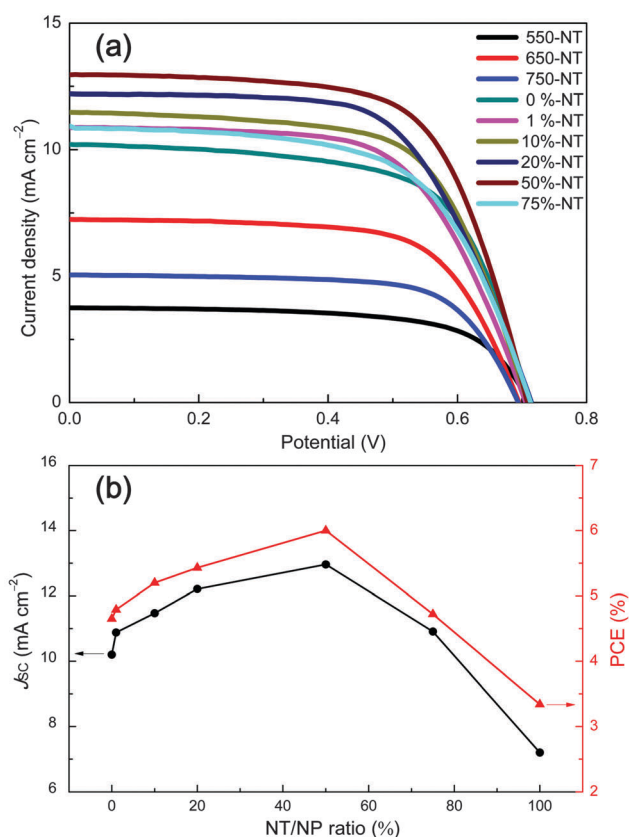 (a)
550-NT
650-NT
750-NT
0 %-NT
1 %-NT
10%-NT
20%-NT
50%-NT
75%-NT
15
10
5
0
Current density (mA cm⁻²)
0.0 0.2 0.4 0.6 0.8
Potential (V)
(b)
16
14
12
10
8
6
JSC (mA cm⁻²)
7
6
5
4
3
2
PCE (%)
0 20 40 60 80 100
NT/NP ratio (%)